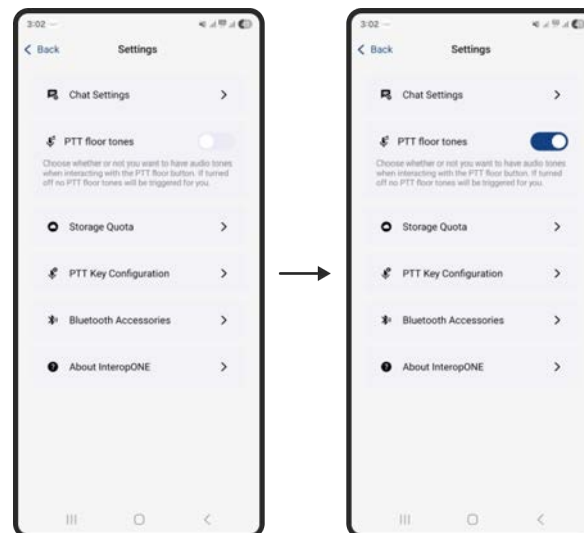 3:02
Back Settings
Chat Settings
PTT floor tones
Choose whether or not you want to have audio tones
when interacting with the PTT floor button. If turned
off no PTT floor tones will be triggered for you.
Storage Quota
PTT Key Configuration
Bluetooth Accessories
About InteropONE
3:02
Back Settings
Chat Settings
PTT floor tones
Choose whether or not you want to have audio tones
when interacting with the PTT floor button. If turned
off no PTT floor tones will be triggered for you.
Storage Quota
PTT Key Configuration
Bluetooth Accessories
About InteropONE